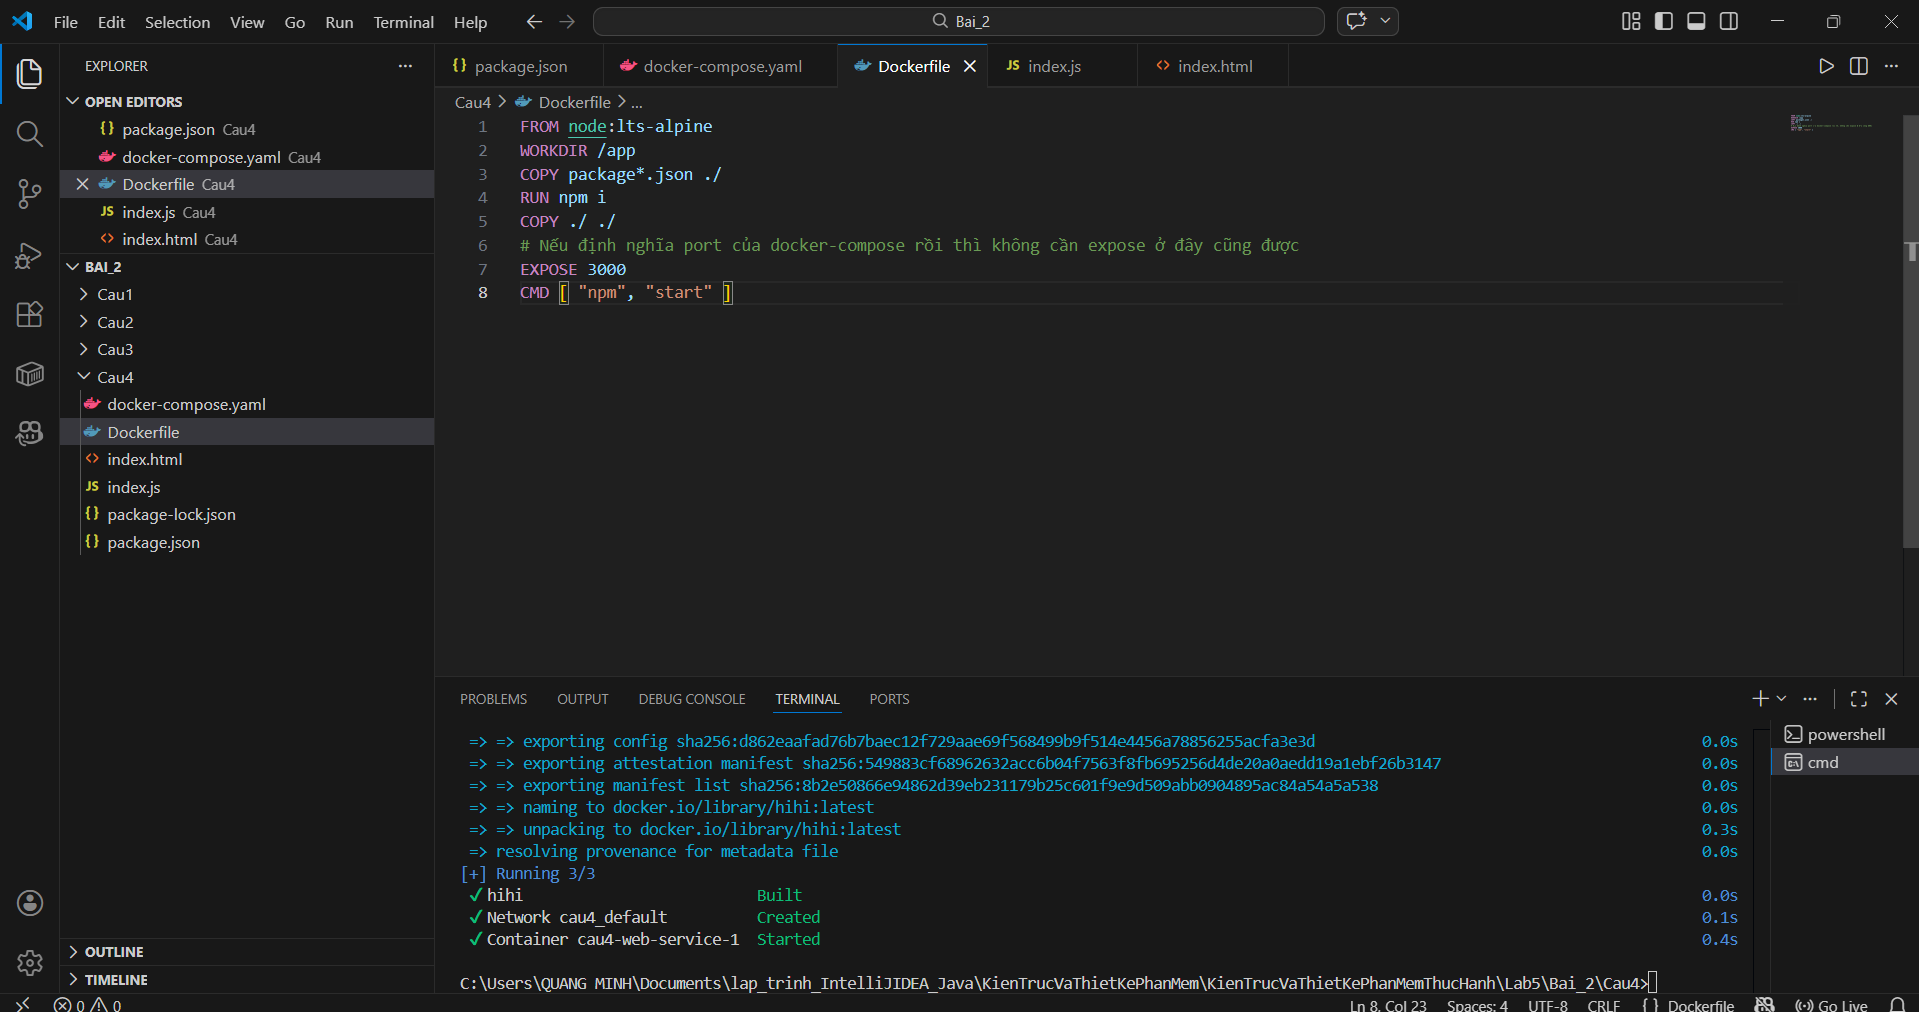 File Edit Selection View Go Run Terminal Help
Bai_2
EXPLORER
OPEN EDITORS
package.json Cau4
docker-compose.yaml Cau4
Dockerfile Cau4
JS index.js Cau4
index.html Cau4
BAI_2
Cau1
Cau2
Cau3
Cau4
docker-compose.yaml
Dockerfile
index.html
JS index.js
package-lock.json
package.json
OUTLINE
TIMELINE
package.json docker-compose.yaml Dockerfile JS index.js index.html
Cau4 > Dockerfile > ...
1 FROM node:lts-alpine
2 WORKDIR /app
3 COPY package*.json ./
4 RUN npm i
5 COPY ./ ./
6 # Nếu định nghĩa port của docker-compose rồi thì không cần expose ở đây cũng được
7 EXPOSE 3000
8 CMD [ "npm", "start" ]
PROBLEMS OUTPUT DEBUG CONSOLE TERMINAL PORTS
=> => exporting config sha256:d862eaafad76b7baec12f729aae69f568499b9f514e4456a78856255acfa3e3d 0.0s
=> => exporting attestation manifest sha256:549883cf68962632acc6b04f7563f8fb695256d4de20a0aedd19a1ebf26b3147 0.0s
=> => exporting manifest list sha256:8b2e50866e94862d39eb231179b25c601f9e9d509abb0904895ac84a54a5a538 0.0s
=> => naming to docker.io/library/hihi:latest 0.0s
=> => unpacking to docker.io/library/hihi:latest 0.3s
=> resolving provenance for metadata file 0.0s
[+] Running 3/3
✓ hihi Built 0.0s
✓ Network cau4_default Created 0.1s
✓ Container cau4-web-service-1 Started 0.4s
C:\Users\QUANG MINH\Documents\lap_trinh_IntelliJIDEA_Java\KienTrucVaThietKePhanMem\KienTrucVaThietKePhanMemThucHanh\Lab5\Bai_2\Cau4>
powershell
cmd
0 0 Ln 8, Col 23 Spaces: 4 UTF-8 CRLF {} Dockerfile Go Live